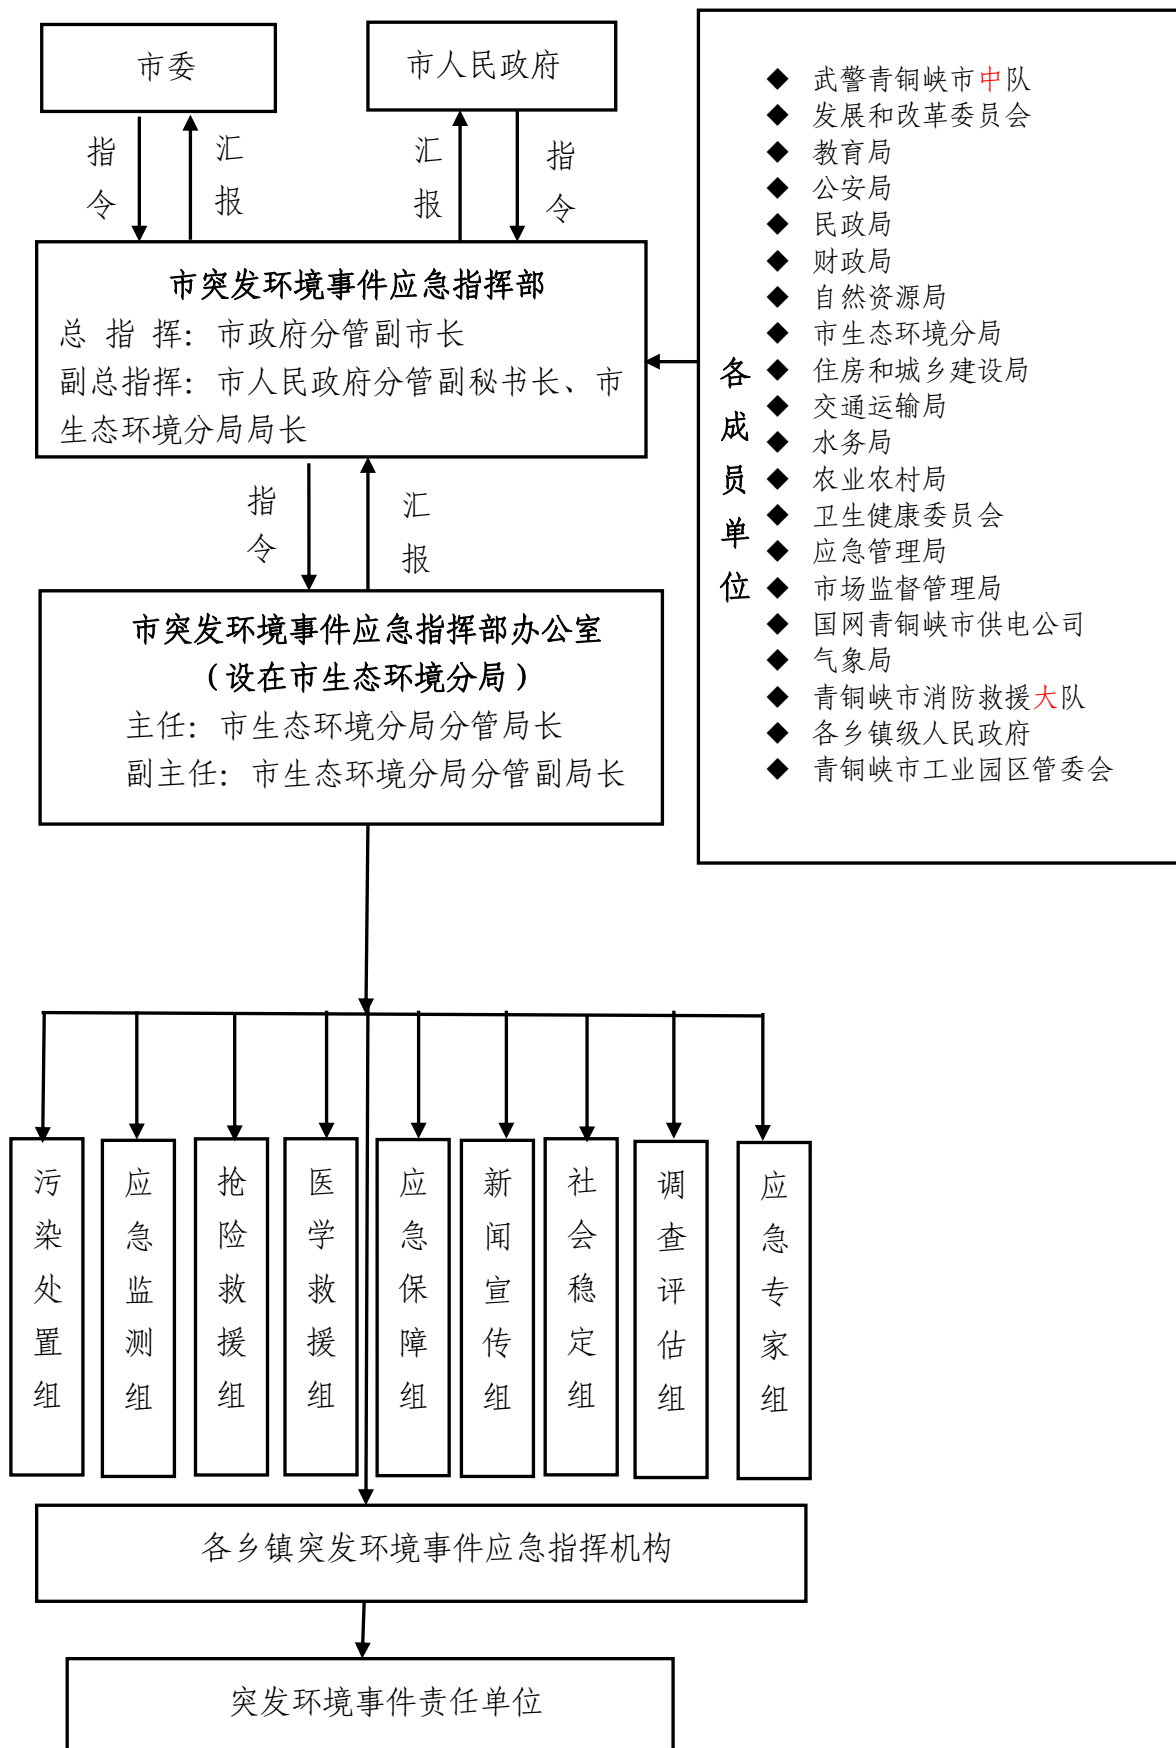 市委
市人民政府
指令
汇报
汇报
指令
市突发环境事件应急指挥部
总 指 挥：市政府分管副市长
副总指挥：市人民政府分管副秘书长、市
生态环境分局局长
指令
汇报
市突发环境事件应急指挥部办公室
（设在市生态环境分局）
主任：市生态环境分局分管局长
副主任：市生态环境分局分管副局长
各成员单位
◆ 武警青铜峡市中队
◆ 发展和改革委员会
◆ 教育局
◆ 公安局
◆ 民政局
◆ 财政局
◆ 自然资源局
◆ 市生态环境分局
◆ 住房和城乡建设局
◆ 交通运输局
◆ 水务局
◆ 农业农村局
◆ 卫生健康委员会
◆ 应急管理局
◆ 市场监督管理局
◆ 国网青铜峡市供电公司
◆ 气象局
◆ 青铜峡市消防救援大队
◆ 各乡镇级人民政府
◆ 青铜峡市工业园区管委会
污染处置组
应急监测组
抢险救援组
医学救援组
应急保障组
新闻宣传组
社会稳定组
调查评估组
应急专家组
各乡镇突发环境事件应急指挥机构
突发环境事件责任单位